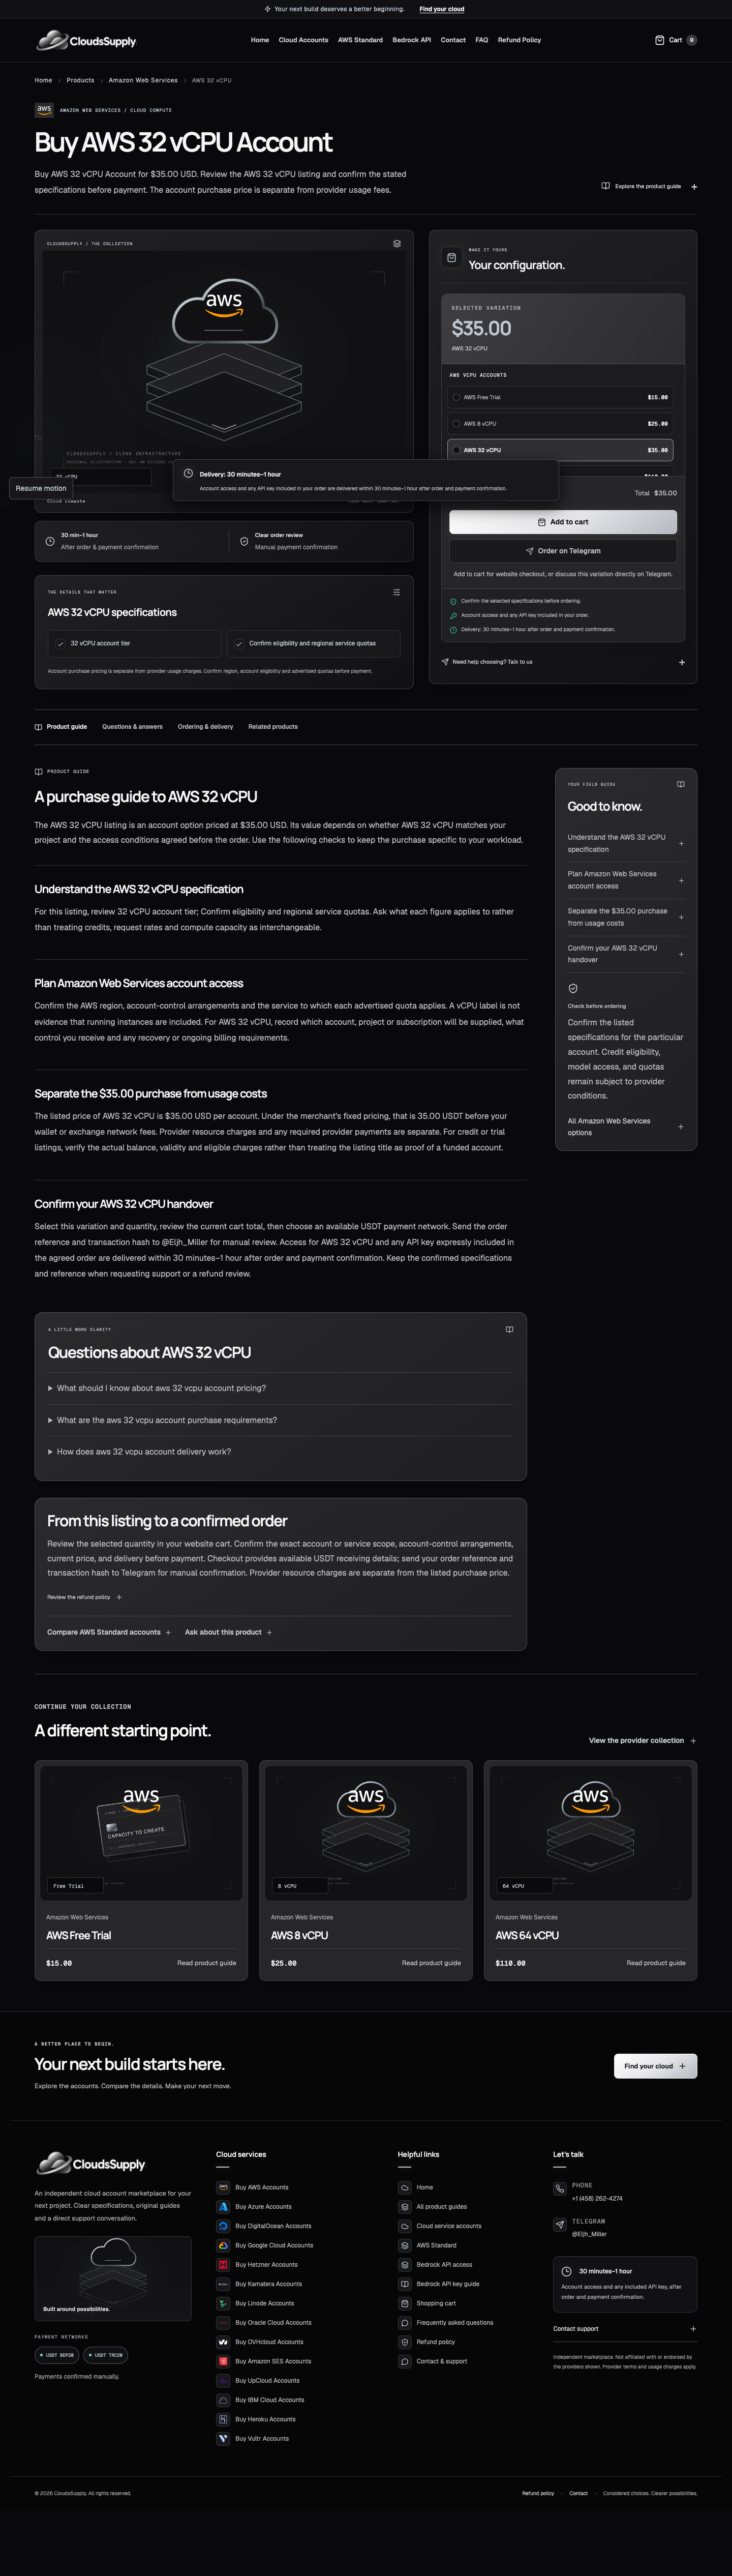 Your next build deserves a better beginning. Find your cloud
CloudsSupply
Home Cloud Accounts AWS Standard Bedrock API Contact FAQ Refund Policy
Cart 0
Home > Products > Amazon Web Services > AWS 32 vCPU
aws AMAZON WEB SERVICES / CLOUD COMPUTE
Buy AWS 32 vCPU Account
Buy AWS 32 vCPU Account for $35.00 USD. Review the AWS 32 vCPU listing and confirm the stated
specifications before payment. The account purchase price is separate from provider usage fees.
Explore the product guide +
CLOUDSSUPPLY / THE COLLECTION
aws
CLOUDSSUPPLY / CLOUD INFRASTRUCTURE
vCPU
Cloud compute
Resume motion
Delivery: 30 minutes–1 hour
Account access and any API key included in your order are delivered within 30 minutes–1 hour after order and payment confirmation.
30 min–1 hour
After order & payment confirmation
Clear order review
Manual payment confirmation
THE DETAILS THAT MATTER
AWS 32 vCPU specifications
32 vCPU account tier
Confirm eligibility and regional service quotas
Account purchase pricing is separate from provider usage charges. Confirm region, account eligibility and advertised quotas before payment.
MAKE IT YOURS
Your configuration.
SELECTED VARIATION
$35.00
AWS 32 vCPU
AWS VCPU ACCOUNTS
AWS Free Trial $15.00
AWS 8 vCPU $25.00
AWS 32 vCPU $35.00
Total $35.00
Add to cart
Order on Telegram
Add to cart for website checkout, or discuss this variation directly on Telegram.
Confirm the selected specifications before ordering.
Account access and any API key included in your order.
Delivery: 30 minutes–1 hour after order and payment confirmation.
Need help choosing? Talk to us +
Product guide Questions & answers Ordering & delivery Related products
PRODUCT GUIDE
A purchase guide to AWS 32 vCPU
The AWS 32 vCPU listing is an account option priced at $35.00 USD. Its value depends on whether AWS 32 vCPU matches your
project and the access conditions agreed before the order. Use the following checks to keep the purchase specific to your workload.
Understand the AWS 32 vCPU specification
For this listing, review 32 vCPU account tier; Confirm eligibility and regional service quotas. Ask what each figure applies to rather
than treating credits, request rates and compute capacity as interchangeable.
Plan Amazon Web Services account access
Confirm the AWS region, account-control arrangements and the service to which each advertised quota applies. A vCPU label is not
evidence that running instances are included. For AWS 32 vCPU, record which account, project or subscription will be supplied, what
control you receive and any recovery or ongoing billing requirements.
Separate the $35.00 purchase from usage costs
The listed price of AWS 32 vCPU is $35.00 USD per account. Under the merchant's fixed pricing, that is 35.00 USDT before your
wallet or exchange network fees. Provider resource charges and any required provider payments are separate. For credit or trial
listings, verify the actual balance, validity and eligible charges rather than treating the listing title as proof of a funded account.
Confirm your AWS 32 vCPU handover
Select this variation and quantity, review the current cart total, then choose an available USDT payment network. Send the order
reference and transaction hash to @Eljh_Miller for manual review. Access for AWS 32 vCPU and any API key expressly included in
the agreed order are delivered within 30 minutes–1 hour after order and payment confirmation. Keep the confirmed specifications
and reference when requesting support or a refund review.
YOUR FIELD GUIDE
Good to know.
Understand the AWS 32 vCPU
specification +
Plan Amazon Web Services
account access +
Separate the $35.00 purchase
from usage costs +
Confirm your AWS 32 vCPU
handover +
Check before ordering
Confirm the listed
specifications for the particular
account. Credit eligibility,
model access, and quotas
remain subject to provider
conditions.
All Amazon Web Services
options +
A LITTLE MORE CLARITY
Questions about AWS 32 vCPU
What should I know about aws 32 vcpu account pricing?
What are the aws 32 vcpu account purchase requirements?
How does aws 32 vcpu account delivery work?
From this listing to a confirmed order
Review the selected quantity in your website cart. Confirm the exact account or service scope, account-control arrangements,
current price, and delivery before payment. Checkout provides available USDT receiving details; send your order reference and
transaction hash to Telegram for manual confirmation. Provider resource charges are separate from the listed purchase price.
Review the refund policy +
Compare AWS Standard accounts + Ask about this product +
CONTINUE YOUR COLLECTION
A different starting point.
View the provider collection +
aws
CAPACITY TO CREATE.
Free Trial
Amazon Web Services
AWS Free Trial
$15.00 Read product guide
aws
8 vCPU
Amazon Web Services
AWS 8 vCPU
$25.00 Read product guide
aws
64 vCPU
Amazon Web Services
AWS 64 vCPU
$110.00 Read product guide
A BETTER PLACE TO BEGIN.
Your next build starts here.
Explore the accounts. Compare the details. Make your next move.
Find your cloud +
CloudsSupply
An independent cloud account marketplace for your
next project. Clear specifications, original guides
and a direct support conversation.
Built around possibilities.
PAYMENT NETWORKS
USDT BEP20 USDT TRC20
Payments confirmed manually.
Cloud services
Buy AWS Accounts
Buy Azure Accounts
Buy DigitalOcean Accounts
Buy Google Cloud Accounts
Buy Hetzner Accounts
Buy Kamatera Accounts
Buy Linode Accounts
Buy Oracle Cloud Accounts
Buy OVHcloud Accounts
Buy Amazon SES Accounts
Buy UpCloud Accounts
Buy IBM Cloud Accounts
Buy Heroku Accounts
Buy Vultr Accounts
Helpful links
Home
All product guides
Cloud service accounts
AWS Standard
Bedrock API access
Bedrock API key guide
Shopping cart
Frequently asked questions
Refund policy
Contact & support
Let's talk
PHONE
+1 (458) 262-4274
TELEGRAM
@Eljh_Miller
30 minutes–1 hour
Account access and any included API key, after
order and payment confirmation.
Contact support +
Independent marketplace. Not affiliated with or endorsed by
the providers shown. Provider terms and usage charges apply.
© 2026 CloudsSupply. All rights reserved.
Refund policy · Contact · Considered choices. Clearer possibilities.